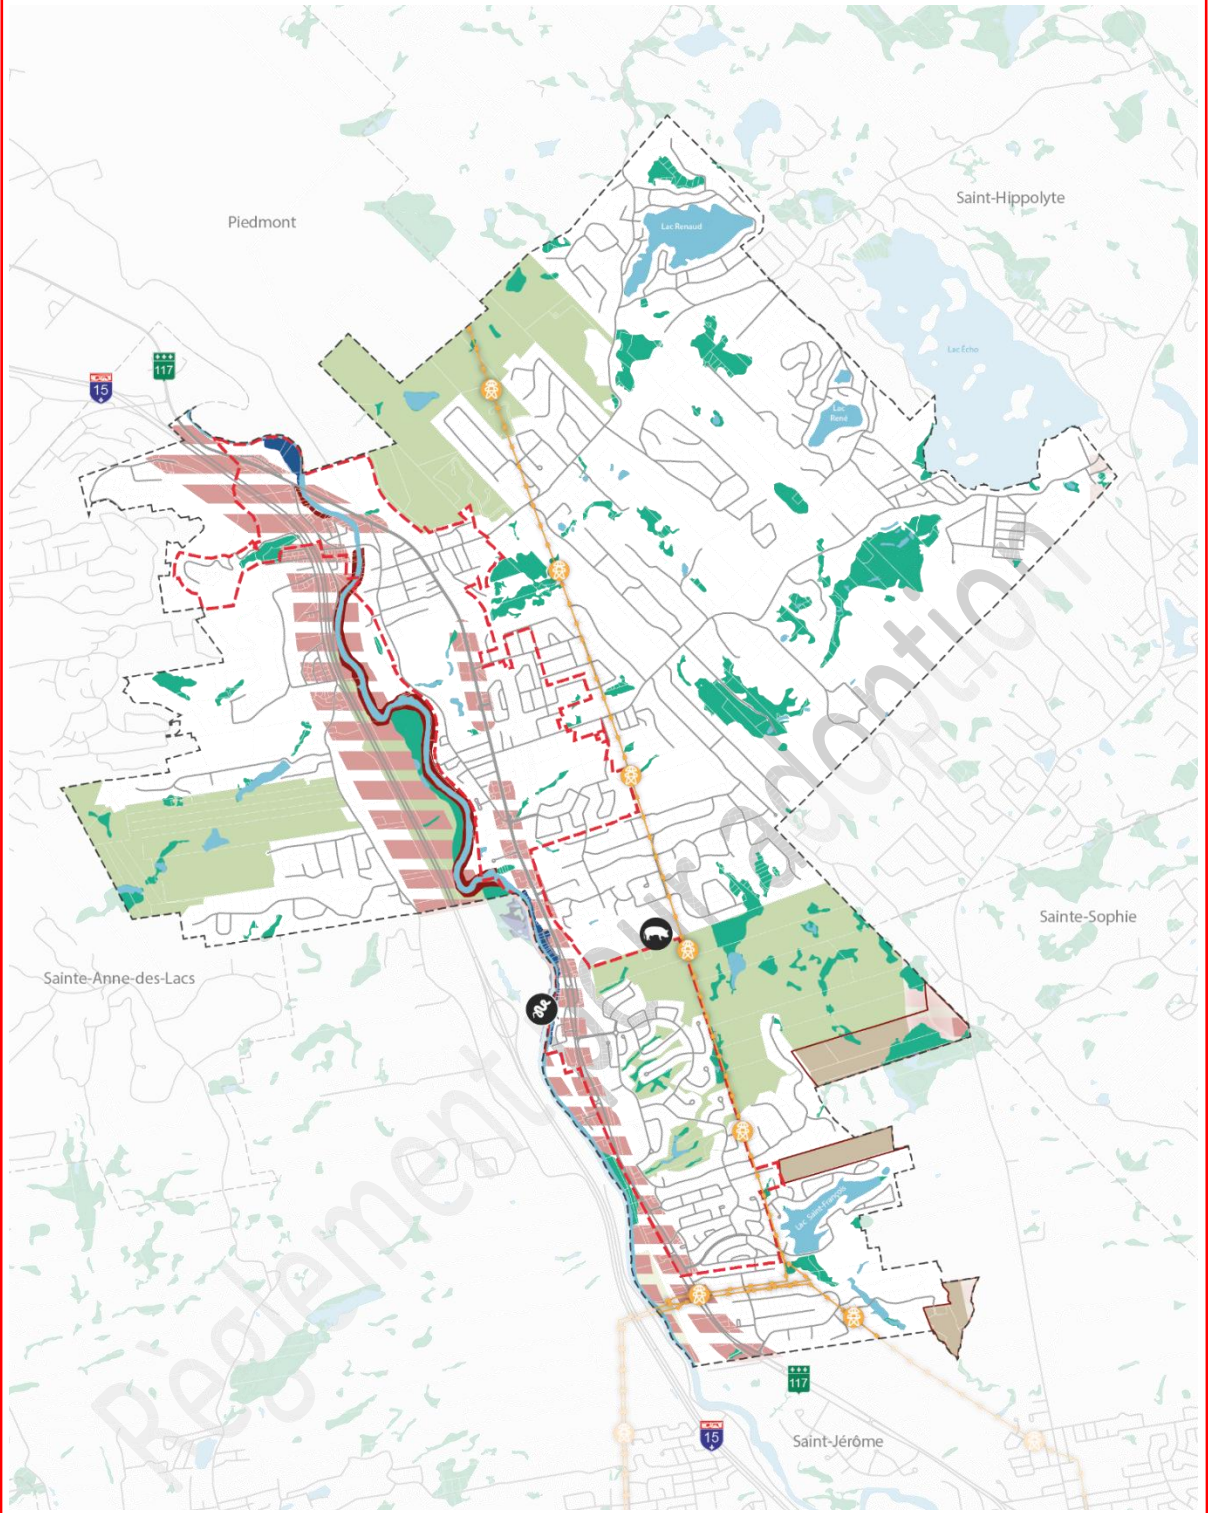 Saint-Hippolyte
Piedmont
Lac Renaud
Lac Écho
117
15
Lac
René
Sainte-Sophie
Sainte-Anne-des-Lacs
Lac Saint-François
117
15
Saint-Jérôme
Règlement pour adoption